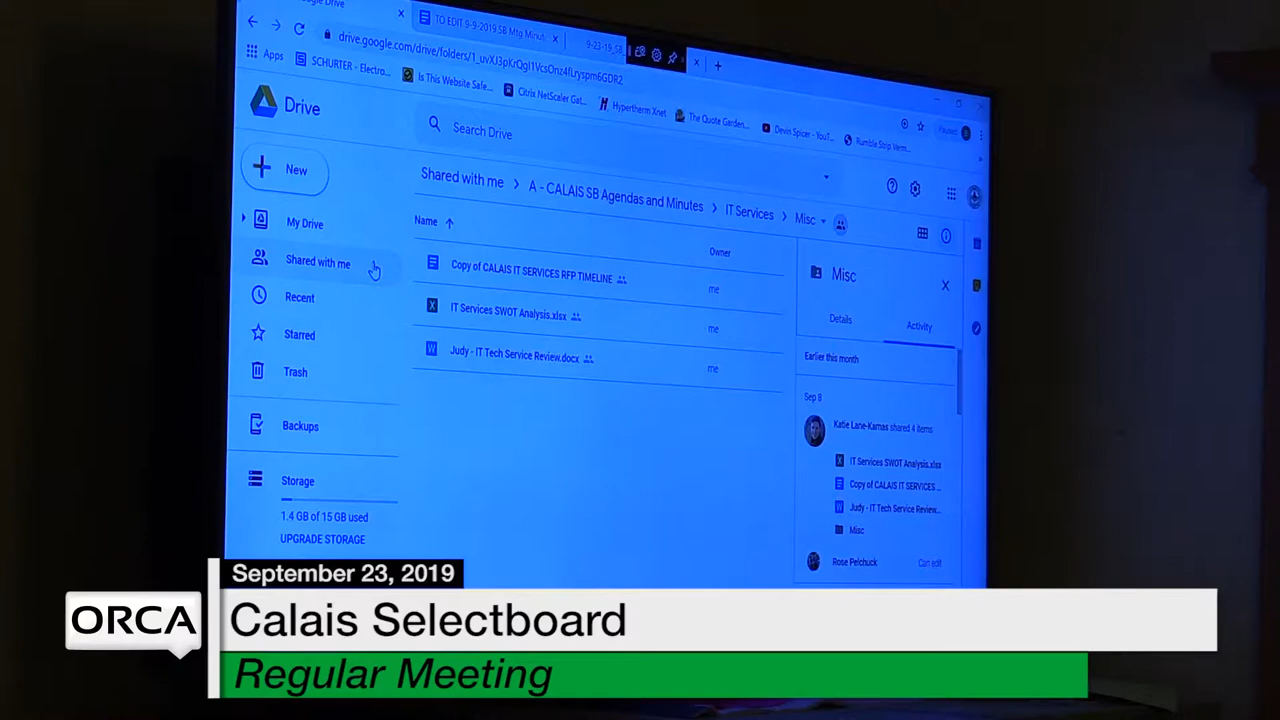 Google Drive
TO EDIT 9-9-2019 SB Mtg Minut
9-23-19_SB
drive.google.com/drive/folders/
Apps
SCHURTER - Electro...
Is This Website Safe...
Citrix NetScaler Gat...
Hypertherm Xnet
The Quote Garden...
Devin Spicer - YouT...
Rumble Strip Verm...
Paused
Drive
Search Drive
New
Shared with me > A - CALAIS SB Agendas and Minutes > IT Services > Misc
My Drive
Shared with me
Recent
Starred
Trash
Backups
Storage
1.4 GB of 15 GB used
UPGRADE STORAGE
Name
Owner
Copy of CALAIS IT SERVICES RFP TIMELINE
me
IT Services SWOT Analysis.xlsx
me
Judy - IT Tech Service Review.docx
me
Misc
Details
Activity
Earlier this month
Sep 8
Katie Lane-Karnas shared 4 items
IT Services SWOT Analysis.xlsx
Copy of CALAIS IT SERVICES ...
Judy - IT Tech Service Review...
Misc
Rose Pelchuck
Can edit
September 23, 2019
ORCA
Calais Selectboard
Regular Meeting